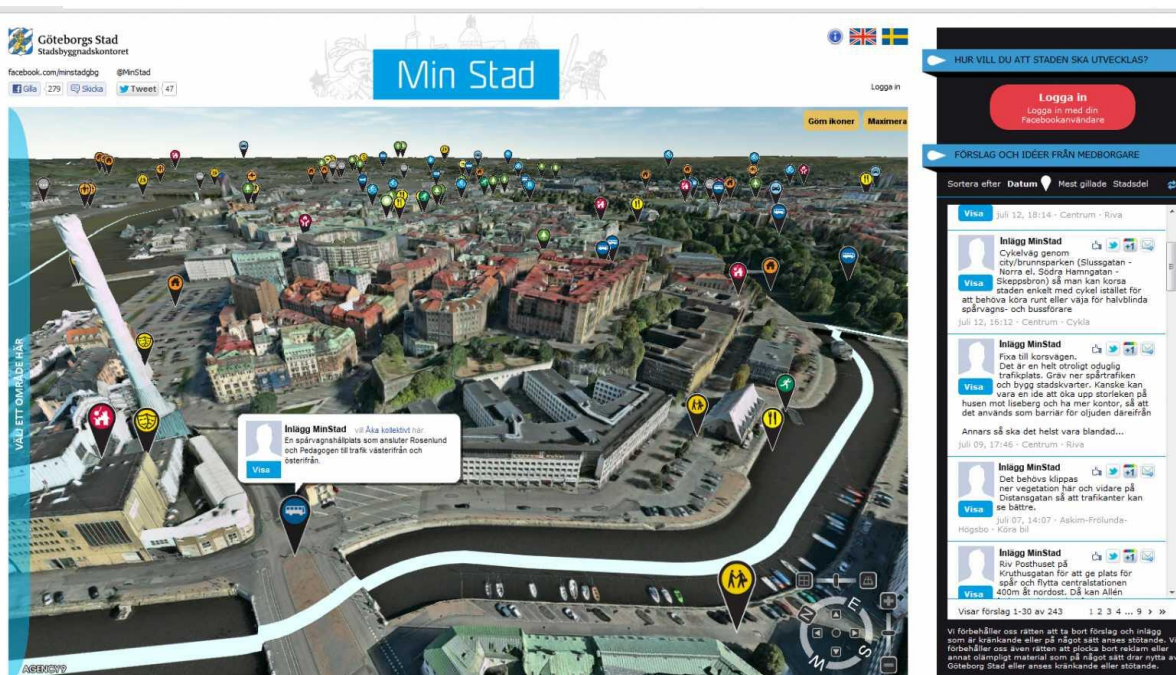 Göteborgs Stad
Stadsbyggnadskontoret
facebook.com/minstadgbg @MinStad
Gilla 279 Skicka Tweet 47
Min Stad
i
Logga in
Göm ikoner Maximera
VÄLJ ETT OMRÅDE HÄR
Inlägg MinStad vill Åka kollektivt här.
En spårvagnshållplats som ansluter Rosenlund
och Pedagogen till trafik västerifrån och
österifrån.
Visa
N E S W
AGENCY9
HUR VILL DU ATT STADEN SKA UTVECKLAS?
Logga in
Logga in med din
Facebookanvändare
FÖRSLAG OCH IDÉER FRÅN MEDBORGARE
Sortera efter Datum Mest gillade Stadsdel
Visa juli 12, 18:14 - Centrum - Riva
Inlägg MinStad +1
Cykelväg genom
city/brunnsparken (Slussgatan -
Norra el. Södra Hamngatan -
Visa Skeppsbron) så man kan korsa
staden enkelt med cykel istället för
att behöva köra runt eller väja för halvblinda
spårvagns- och bussförare
juli 12, 16:12 - Centrum - Cykla
Inlägg MinStad +1
Fixa till korsvägen.
Det är en helt otroligt oduglig
trafikplats. Gräv ner spårtrafiken
Visa och bygg stadskvarter. Kanske kan
vara en ide att öka upp storleken på
husen mot liseberg och ha mer kontor, så att
det används som barriär för oljuden däreifrån
Annars så ska det helst vara blandad...
juli 09, 17:46 - Centrum - Riva
Inlägg MinStad +1
Det behövs klippas
ner vegetation här och vidare på
Distansgatan så att trafikanter kan
Visa se bättre.
juli 07, 14:07 - Askim-Frölunda-
Högsbo - Köra bil
Inlägg MinStad +1
Riv Posthuset på
Kruthusgatan för att ge plats för
spår och flytta centralstationen
Visa 400m åt nordost. Då kan Allén
Visar förslag 1-30 av 243 1 2 3 4 ... 9 > »
Vi förbehåller oss rätten att ta bort förslag och inlägg
som är kränkande eller på något sätt anses stötande. Vi
förbehåller oss även rätten att plocka bort reklam eller
annat olämpligt material som på något sätt drar nytta av
Göteborg Stad eller anses kränkande eller stötande.